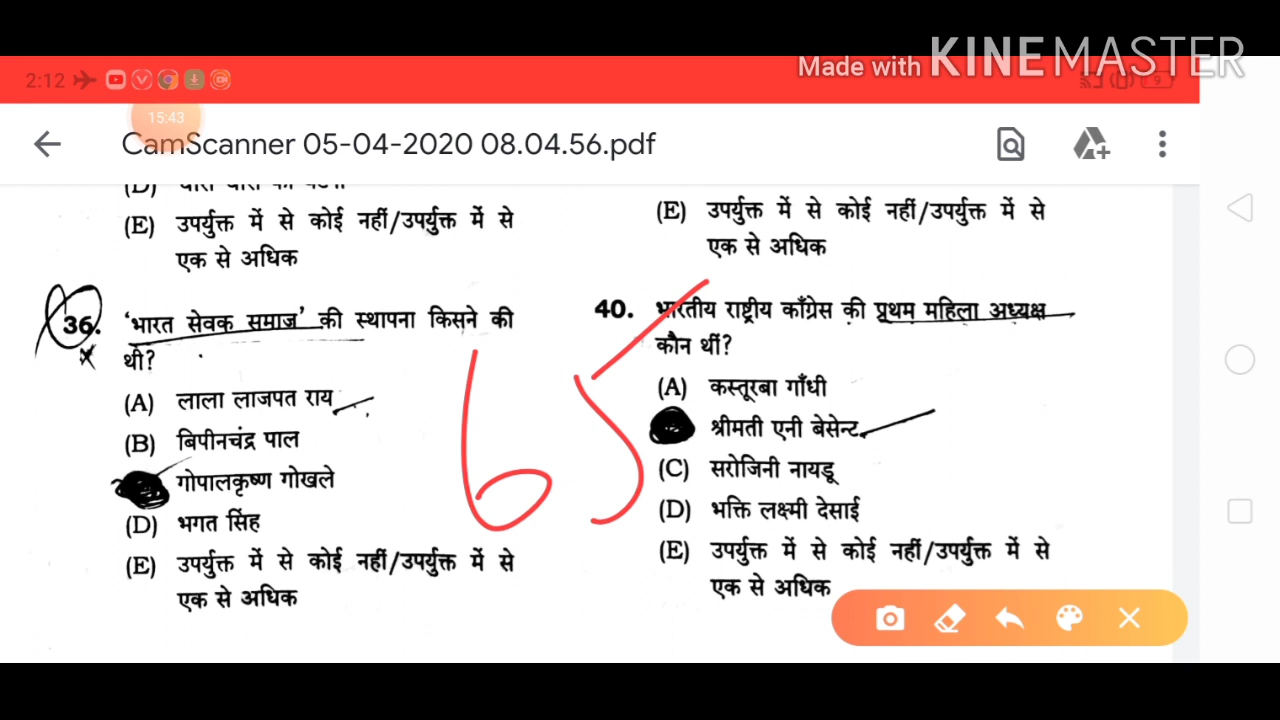 Made with KINEMASTER
2:12
9
15:43
CamScanner 05-04-2020 08.04.56.pdf
(D)
(E) उपर्युक्त में से कोई नहीं/उपर्युक्त में से
एक से अधिक
36. 'भारत सेवक समाज' की स्थापना किसने की
थी?
(A) लाला लाजपत राय
(B) बिपीनचंद्र पाल
गोपालकृष्ण गोखले
(D) भगत सिंह
(E) उपर्युक्त में से कोई नहीं/उपर्युक्त में से
एक से अधिक
65
(E) उपर्युक्त में से कोई नहीं/उपर्युक्त में से
एक से अधिक
40. भारतीय राष्ट्रीय काँग्रेस की प्रथम महिला अध्यक्ष
कौन थीं?
(A) कस्तूरबा गाँधी
श्रीमती एनी बेसेन्ट
(C) सरोजिनी नायडू
(D) भक्ति लक्ष्मी देसाई
(E) उपर्युक्त में से कोई नहीं/उपर्युक्त में से
एक से अधिक